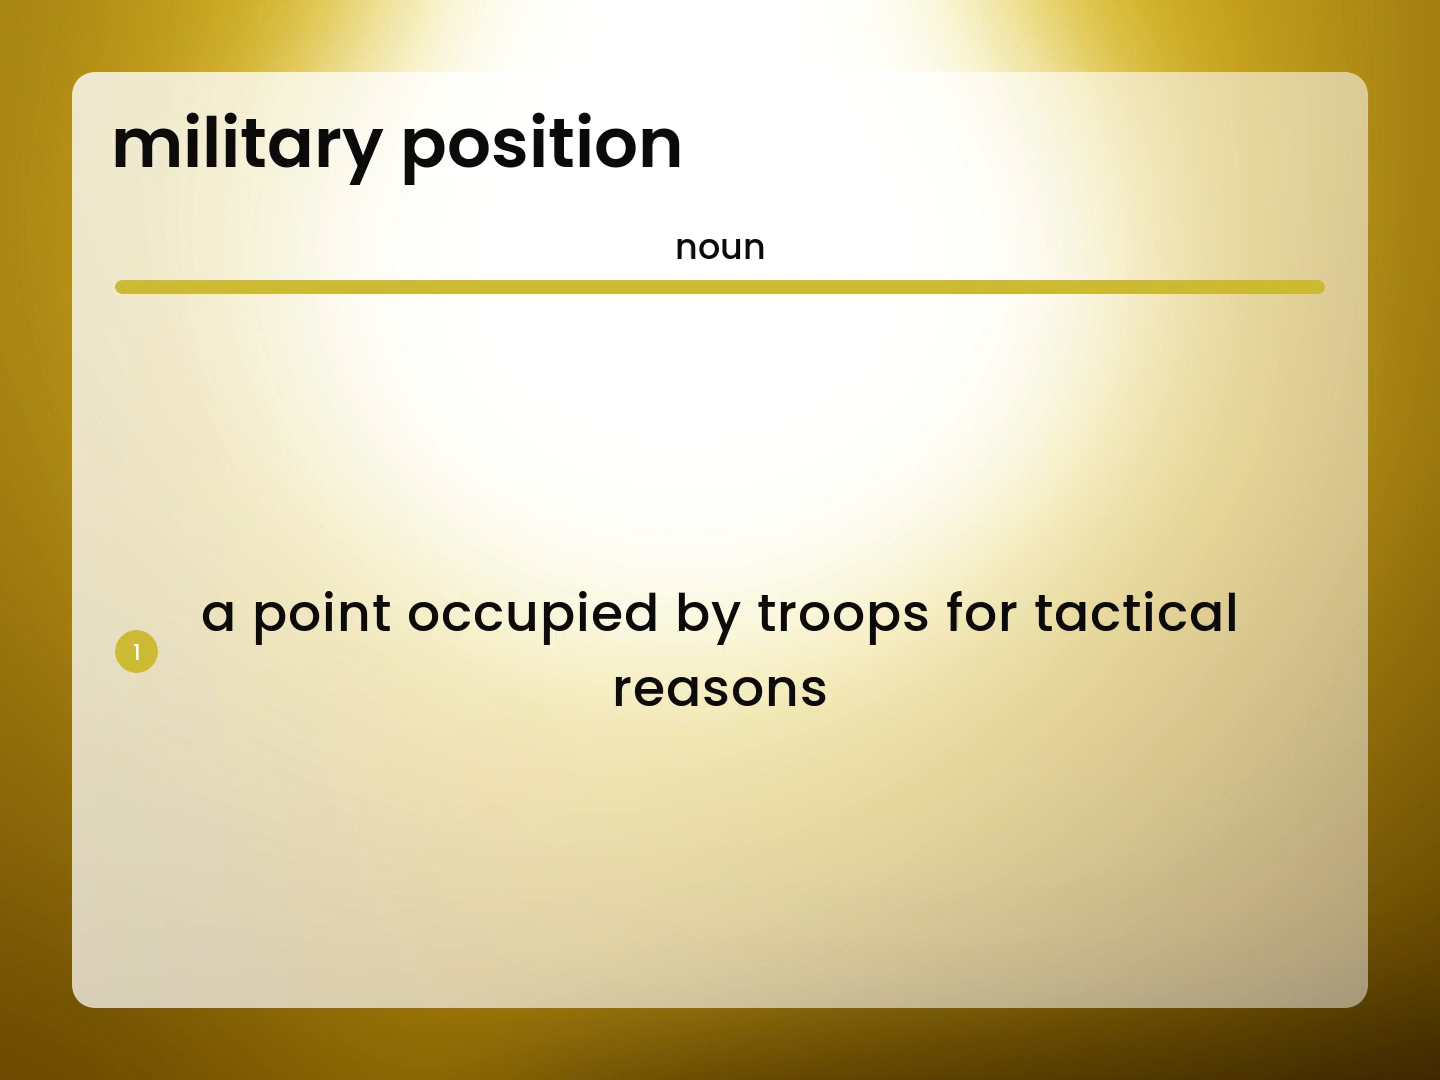 military position
noun
1
a point occupied by troops for tactical
reasons